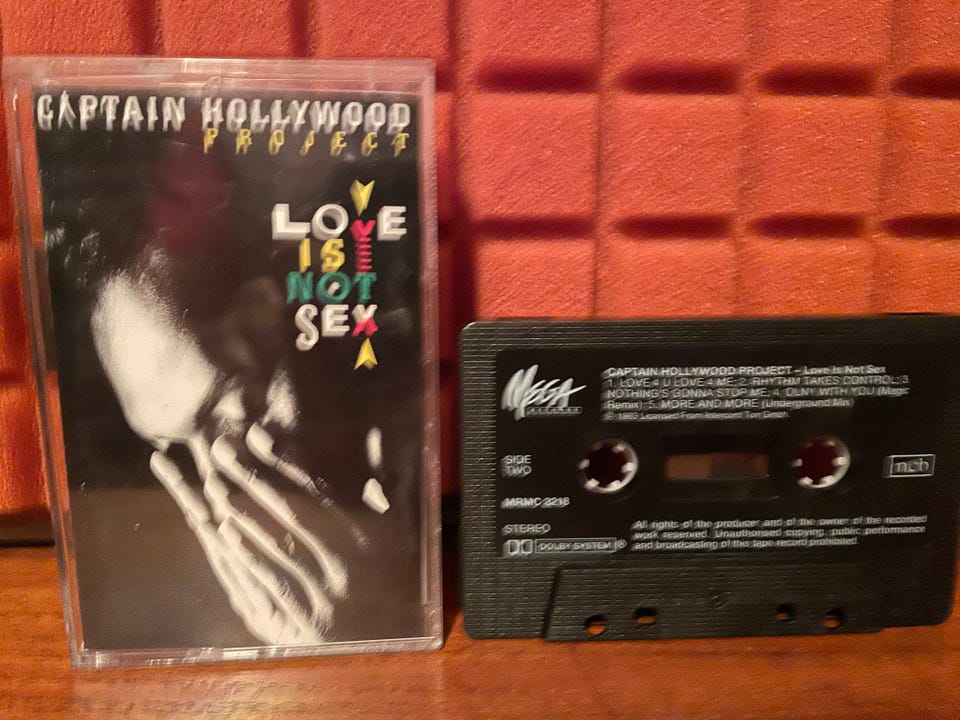 CAPTAIN HOLLYWOOD
PROJECT
LOVE
IS
NOT
SEX
MEGA
RECORDS
CAPTAIN HOLLYWOOD PROJECT – Love Is Not Sex
1. LOVE 4 U LOVE 4 ME; 2. RHYTHM TAKES CONTROL; 3.
NOTHING'S GONNA STOP ME; 4. OLNY WITH YOU (Magic
Remix); 5. MORE AND MORE (Underground Mix)
℗ 1993 Licensed From Intercord Ton Gmbh.
SIDE
TWO
ncb
MRMC 3218
STEREO
DOLBY SYSTEM ®
All rights of the producer and of the owner of the recorded
work reserved. Unauthorised copying, public performance
and broadcasting of this tape record prohibited.